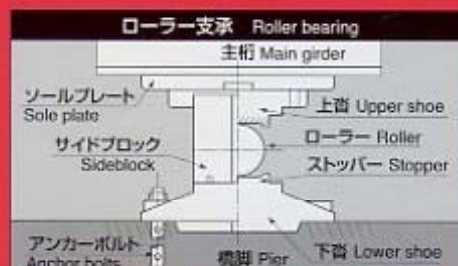 ローラー支承 Roller bearing
主桁 Main girder
ソールプレート
Sole plate
上沓 Upper shoe
サイドブロック
Sideblock
ローラー Roller
ストッパー Stopper
アンカーボルト
Anchor bolts
橋脚 Pier
下沓 Lower shoe